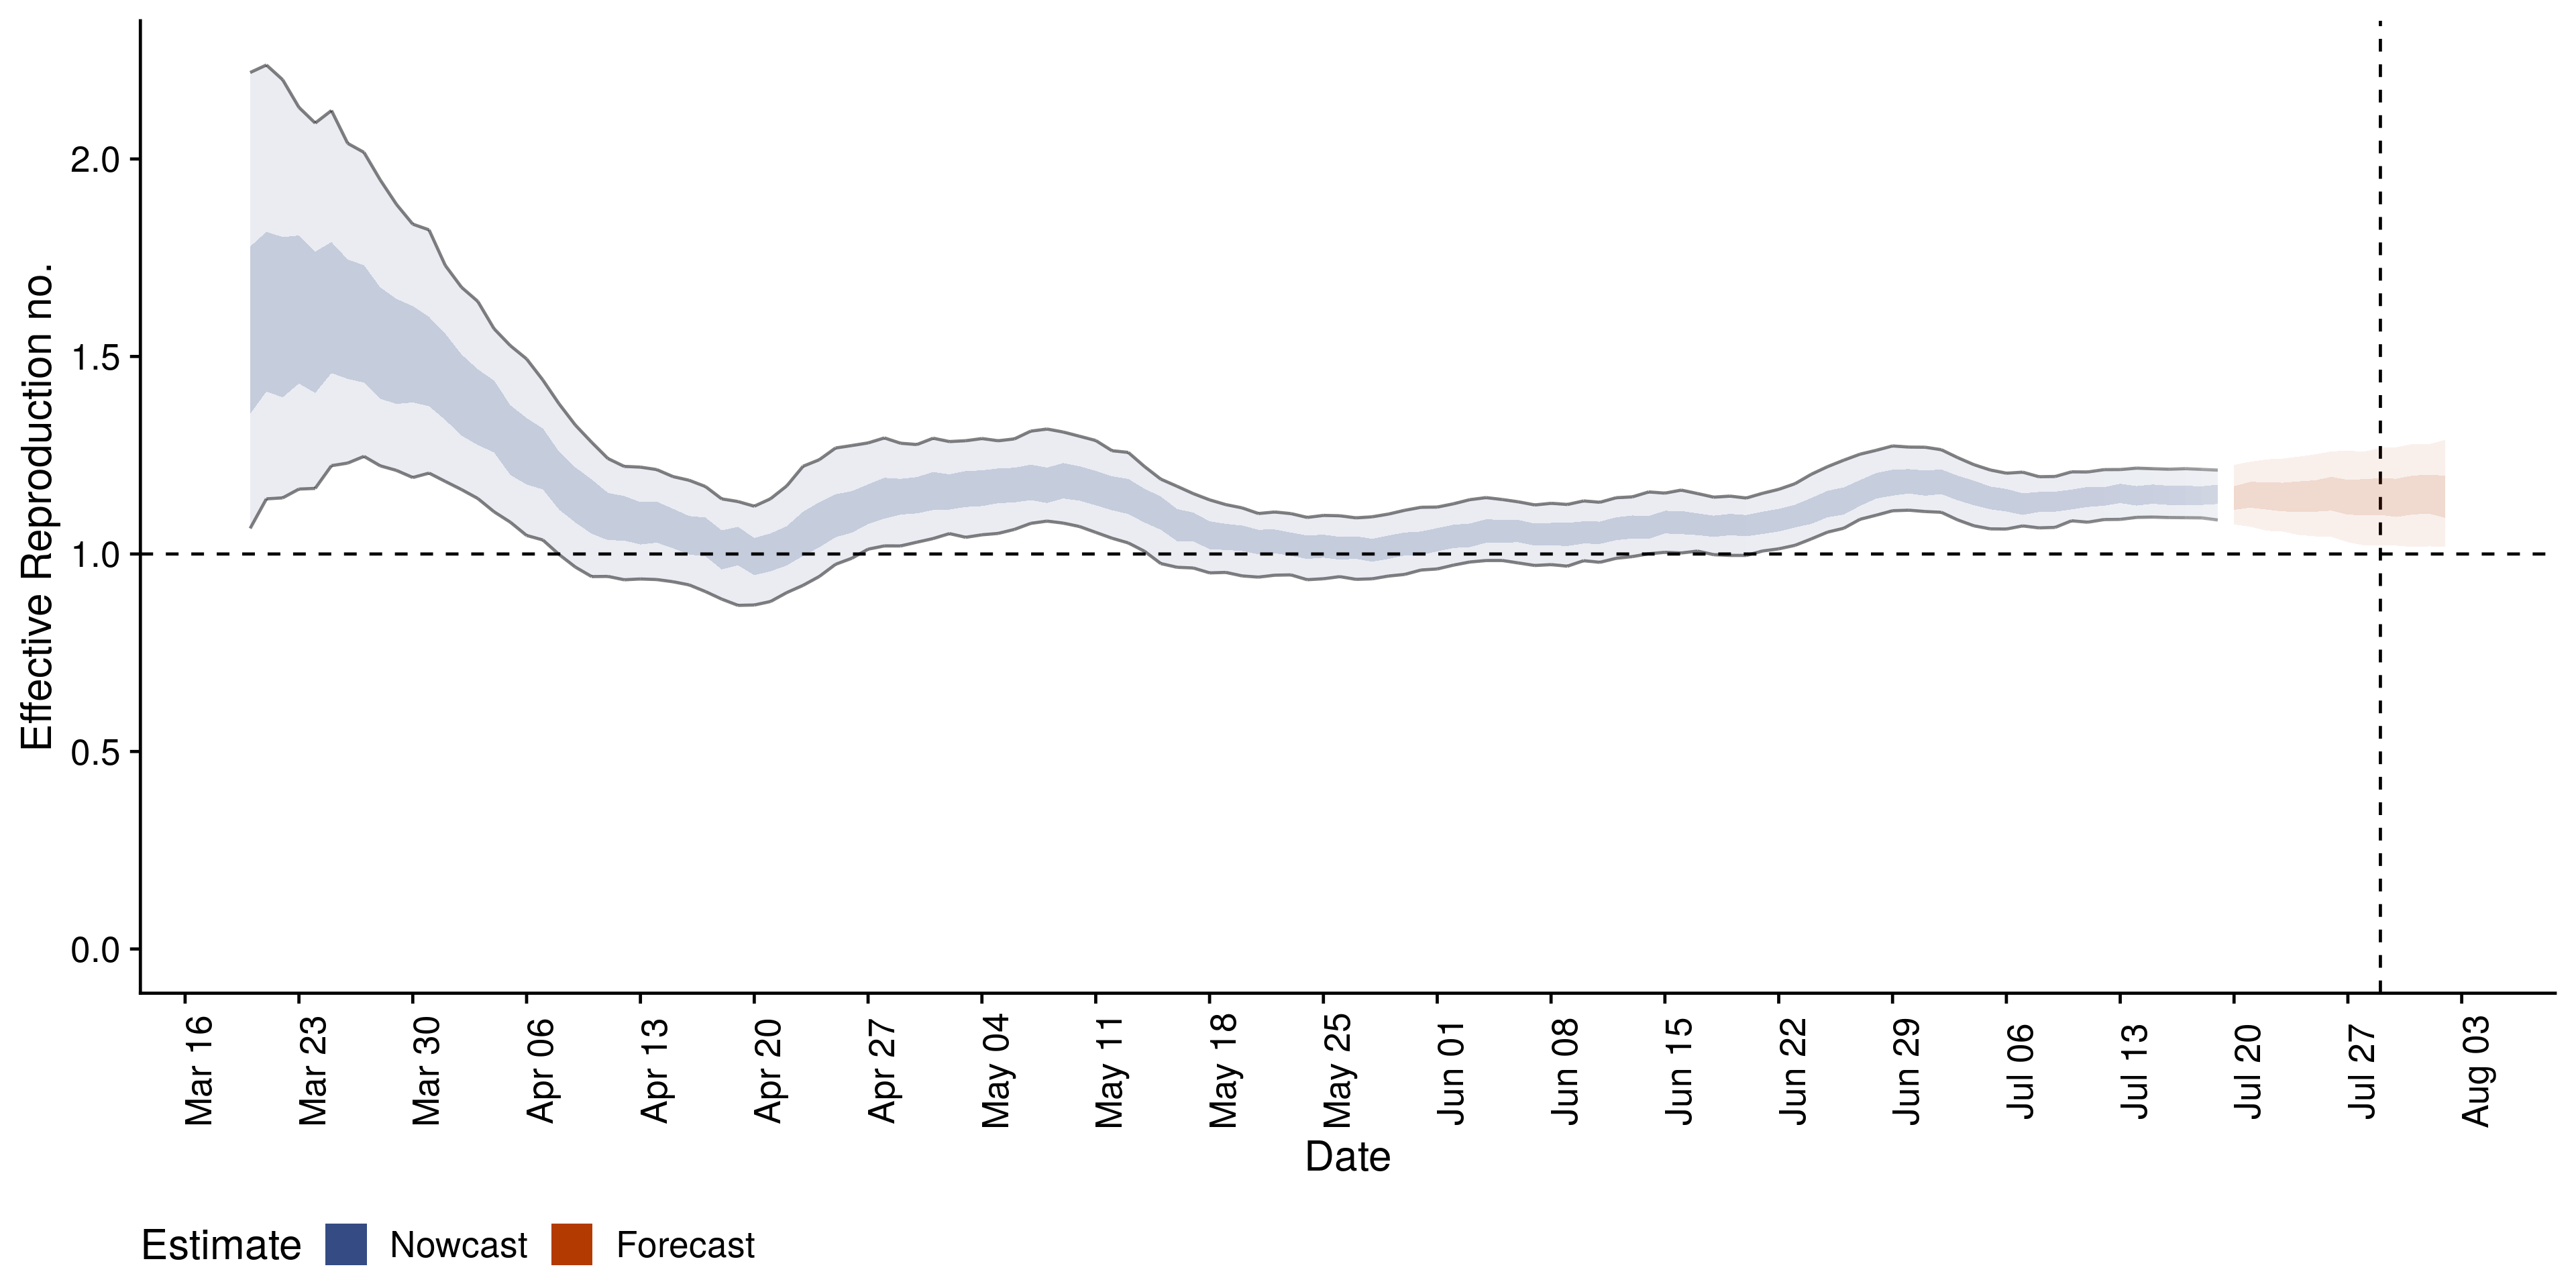 Effective Reproduction no.
2.0
1.5
1.0
0.5
0.0
Mar 16
Mar 23
Mar 30
Apr 06
Apr 13
Apr 20
Apr 27
May 04
May 11
May 18
May 25
Jun 01
Jun 08
Jun 15
Jun 22
Jun 29
Jul 06
Jul 13
Jul 20
Jul 27
Aug 03
Date
Estimate Nowcast Forecast